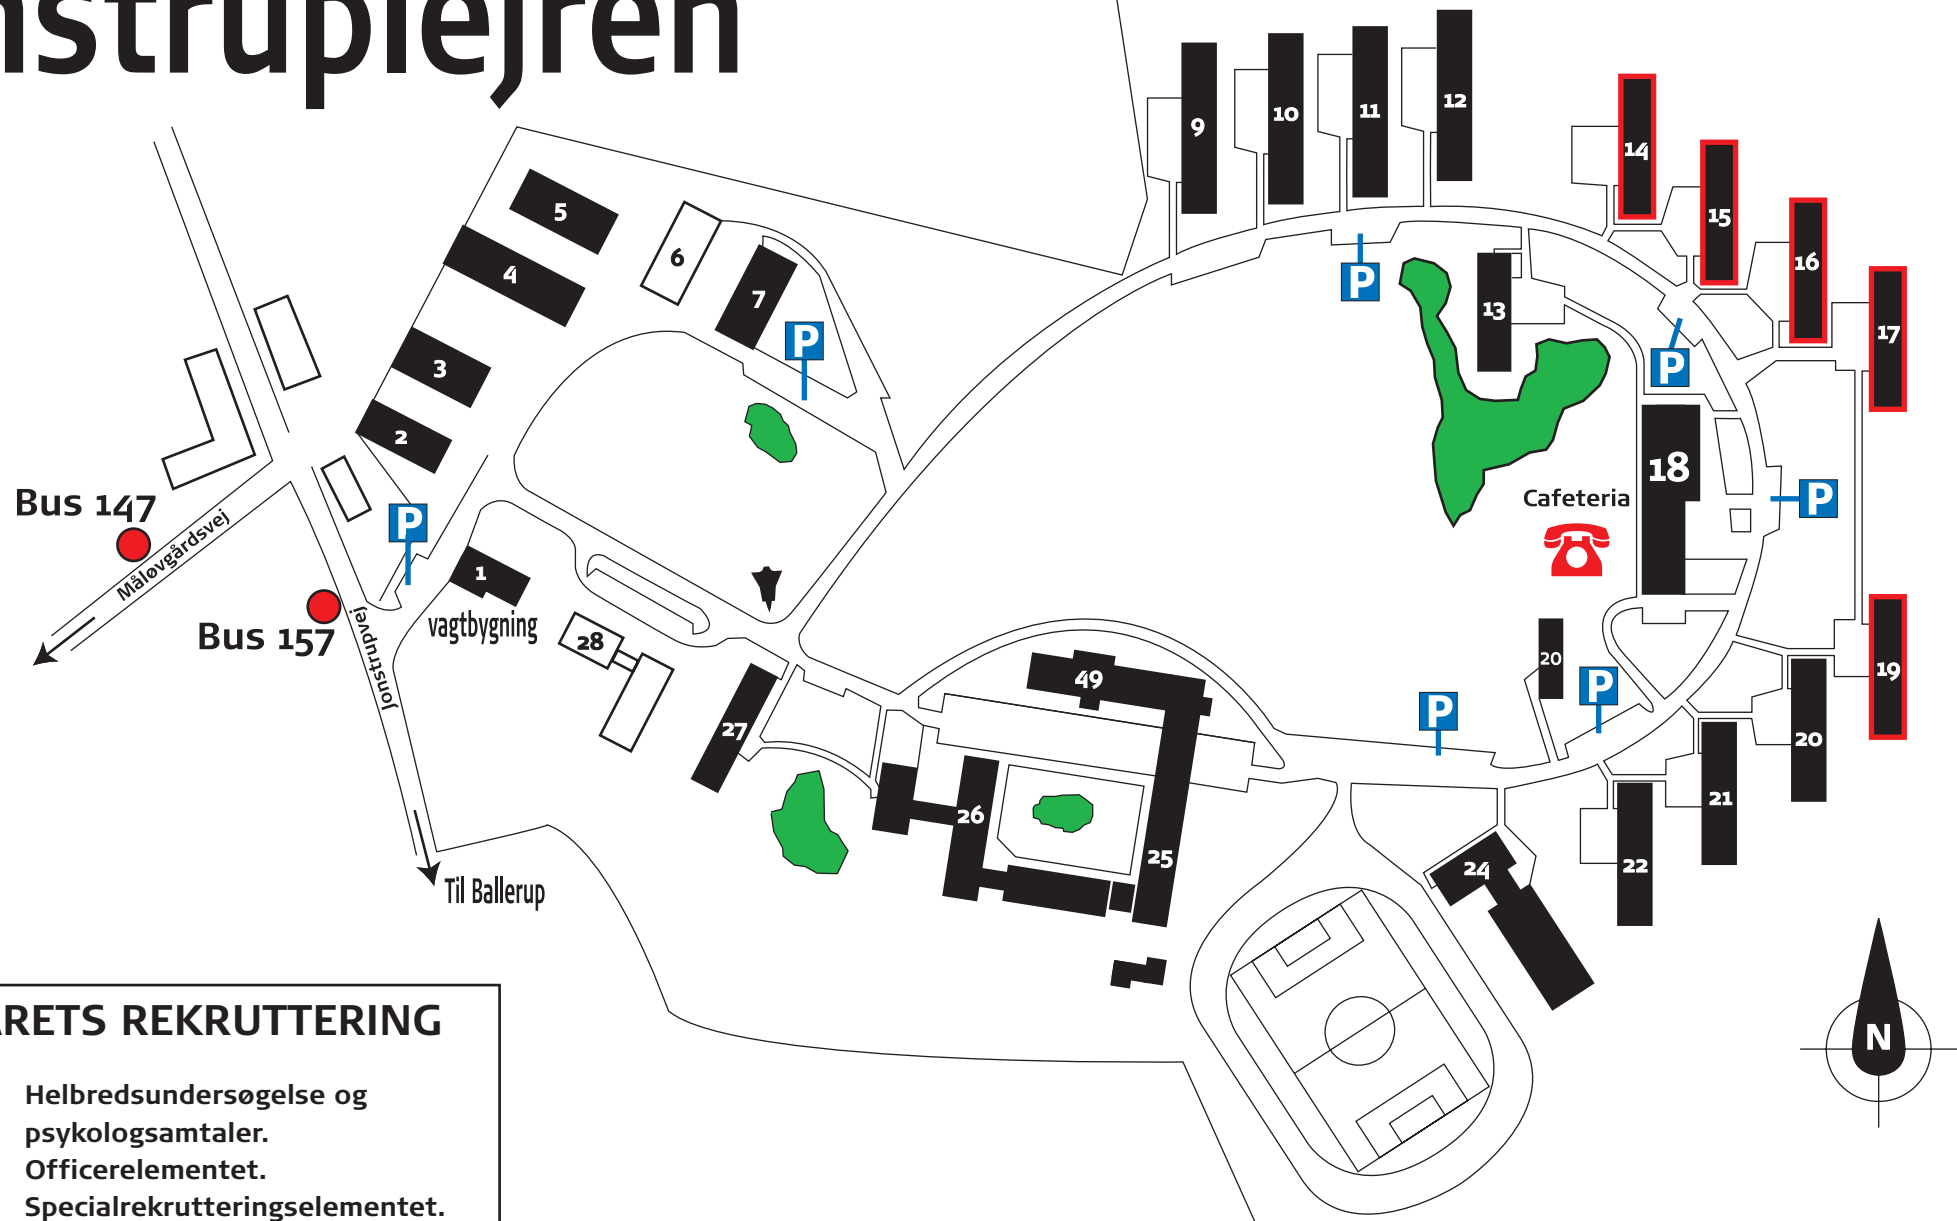 nstruplejren
9
10
11
12
14
15
16
17
5
4
6
7
3
2
P
P
P
P
13
18
Cafeteria
P
Bus 147
Måløvgårdsvej
Bus 157
Jonstrupvej
1
vagtbygning
28
27
49
26
25
P
20
P
19
20
21
22
24
Til Ballerup
N
ÅRETS REKRUTTERING
Helbredsundersøgelse og
psykologsamtaler.
Officerelementet.
Specialrekrutteringselementet.